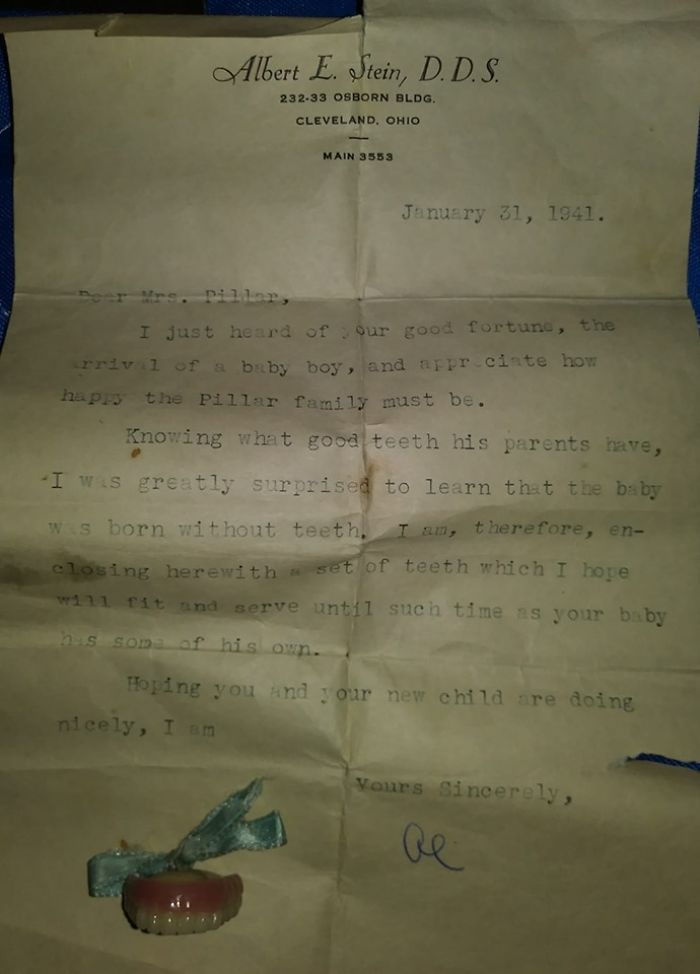 Albert E. Stein, D.D.S.
232-33 OSBORN BLDG.
CLEVELAND, OHIO
MAIN 3553
January 31, 1941.
Dear Mrs. Pillar,
I just heard of your good fortune, the
arrival of a baby boy, and appreciate how
happy the Pillar family must be.
Knowing what good teeth his parents have,
I was greatly surprised to learn that the baby
was born without teeth. I am, therefore, en-
closing herewith a set of teeth which I hope
will fit and serve until such time as your baby
has some of his own.
Hoping you and your new child are doing
nicely, I am
Yours Sincerely,
Al